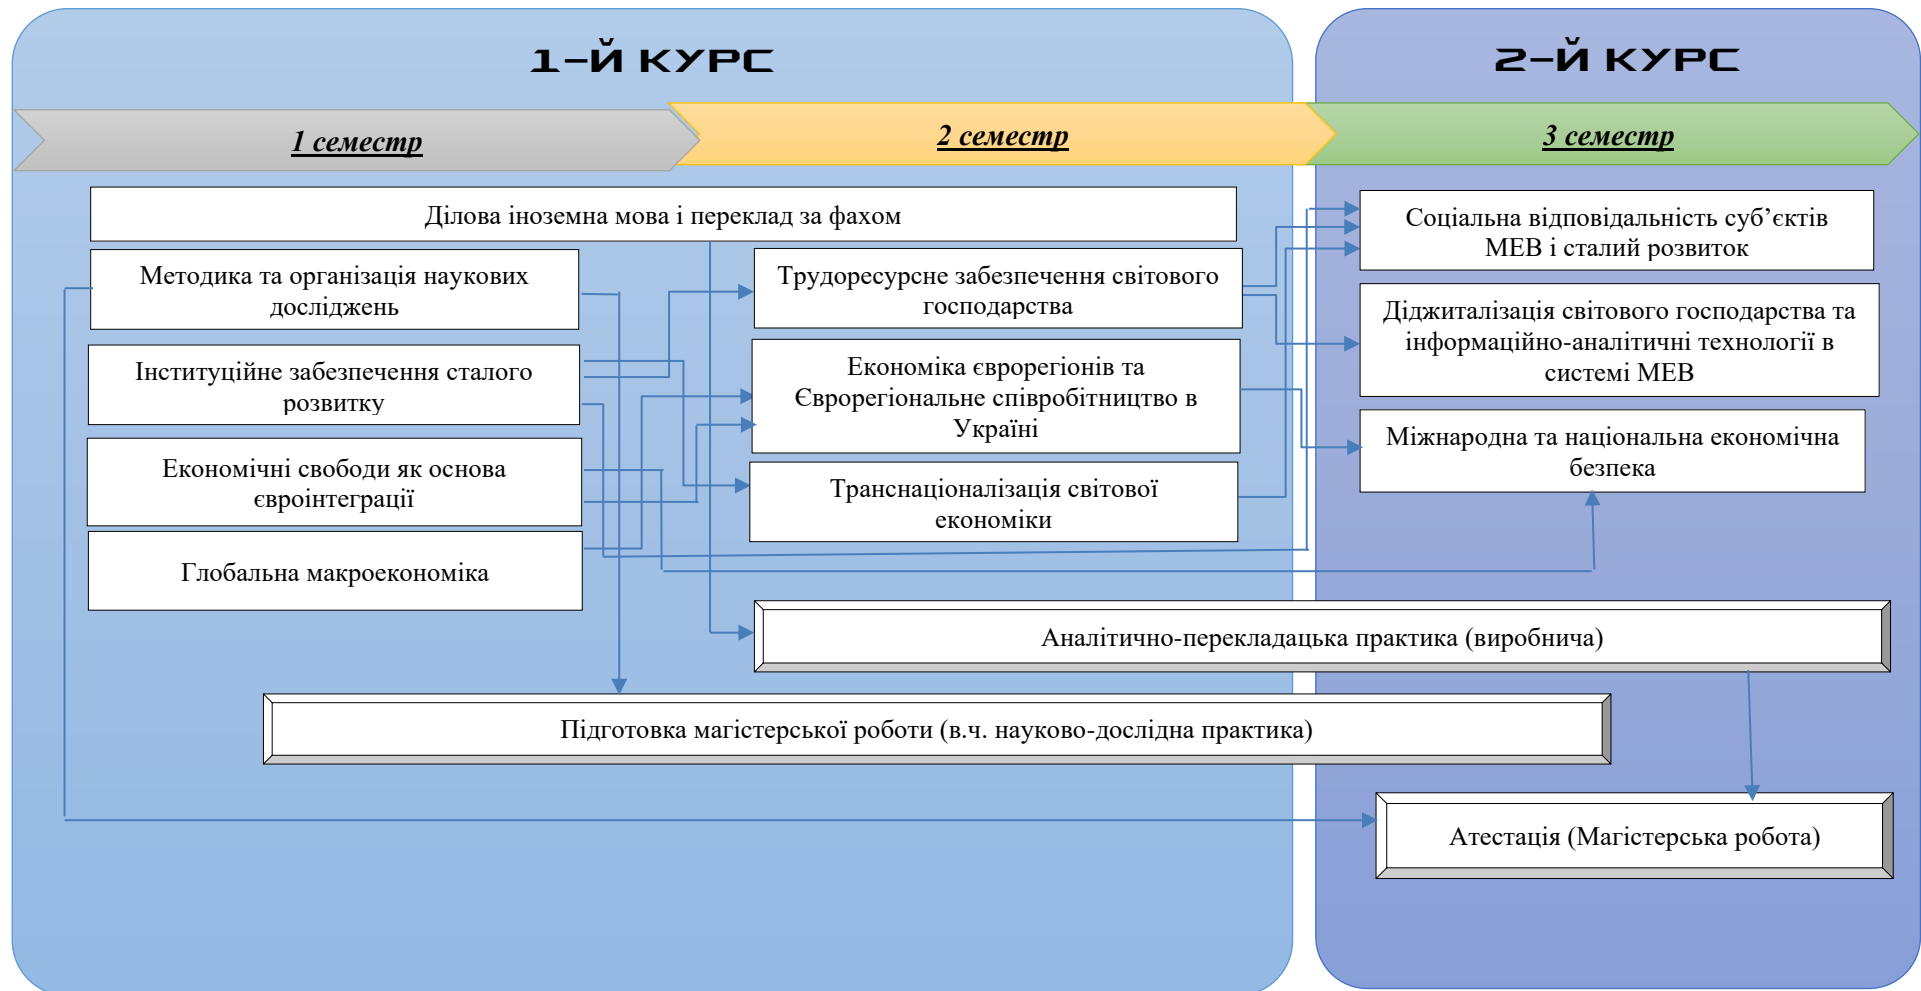 1-Й КУРС
2-Й КУРС
1 семестр
2 семестр
3 семестр
Ділова іноземна мова і переклад за фахом
Методика та організація наукових
досліджень
Інституційне забезпечення сталого
розвитку
Економічні свободи як основа
євроінтеграції
Глобальна макроекономіка
Трудоресурсне забезпечення світового
господарства
Економіка єврорегіонів та
Єврорегіональне співробітництво в
Україні
Транснаціоналізація світової
економіки
Соціальна відповідальність суб’єктів
МЕВ і сталий розвиток
Діджиталізація світового господарства та
інформаційно-аналітичні технології в
системі МЕВ
Міжнародна та національна економічна
безпека
Аналітично-перекладацька практика (виробнича)
Підготовка магістерської роботи (в.ч. науково-дослідна практика)
Атестація (Магістерська робота)